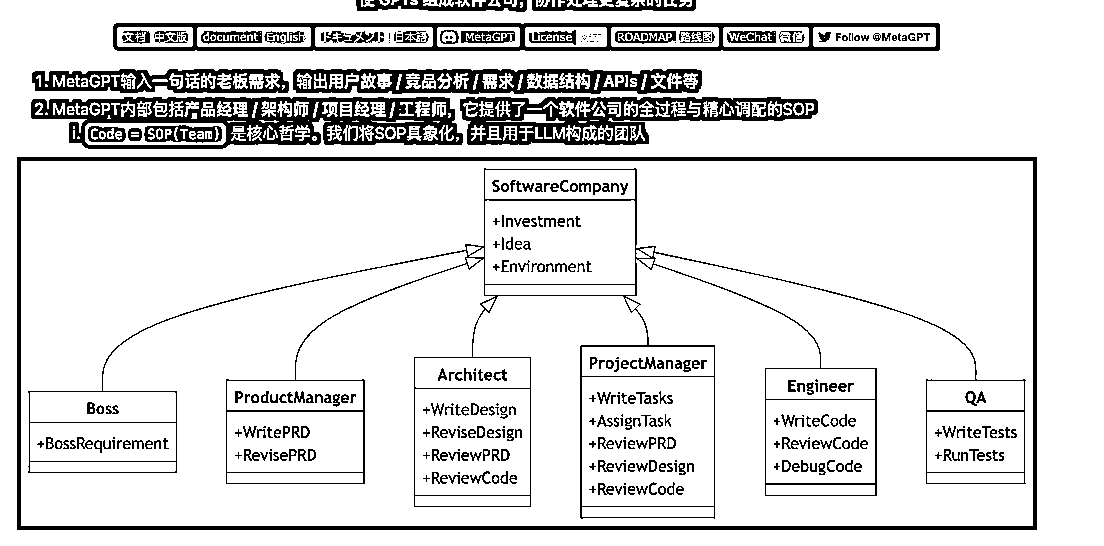 使 GPTs 组成软件公司，协作处理更复杂的任务
文档 中文版 document English ドキュメント 日本語 MetaGPT License ROADMAP 路线图 WeChat 微信 Follow @MetaGPT
1. MetaGPT输入一句话的老板需求，输出用户故事 / 竞品分析 / 需求 / 数据结构 / APIs / 文件等
2. MetaGPT内部包括产品经理 / 架构师 / 项目经理 / 工程师，它提供了一个软件公司的全过程与精心调配的SOP
i. Code = SOP(Team) 是核心哲学。我们将SOP具象化，并且用于LLM构成的团队
SoftwareCompany
+Investment
+Idea
+Environment
Boss
+BossRequirement
ProductManager
+WritePRD
+RevisePRD
Architect
+WriteDesign
+ReviseDesign
+ReviewPRD
+ReviewCode
ProjectManager
+WriteTasks
+AssignTask
+ReviewPRD
+ReviewDesign
+ReviewCode
Engineer
+WriteCode
+ReviewCode
+DebugCode
QA
+WriteTests
+RunTests